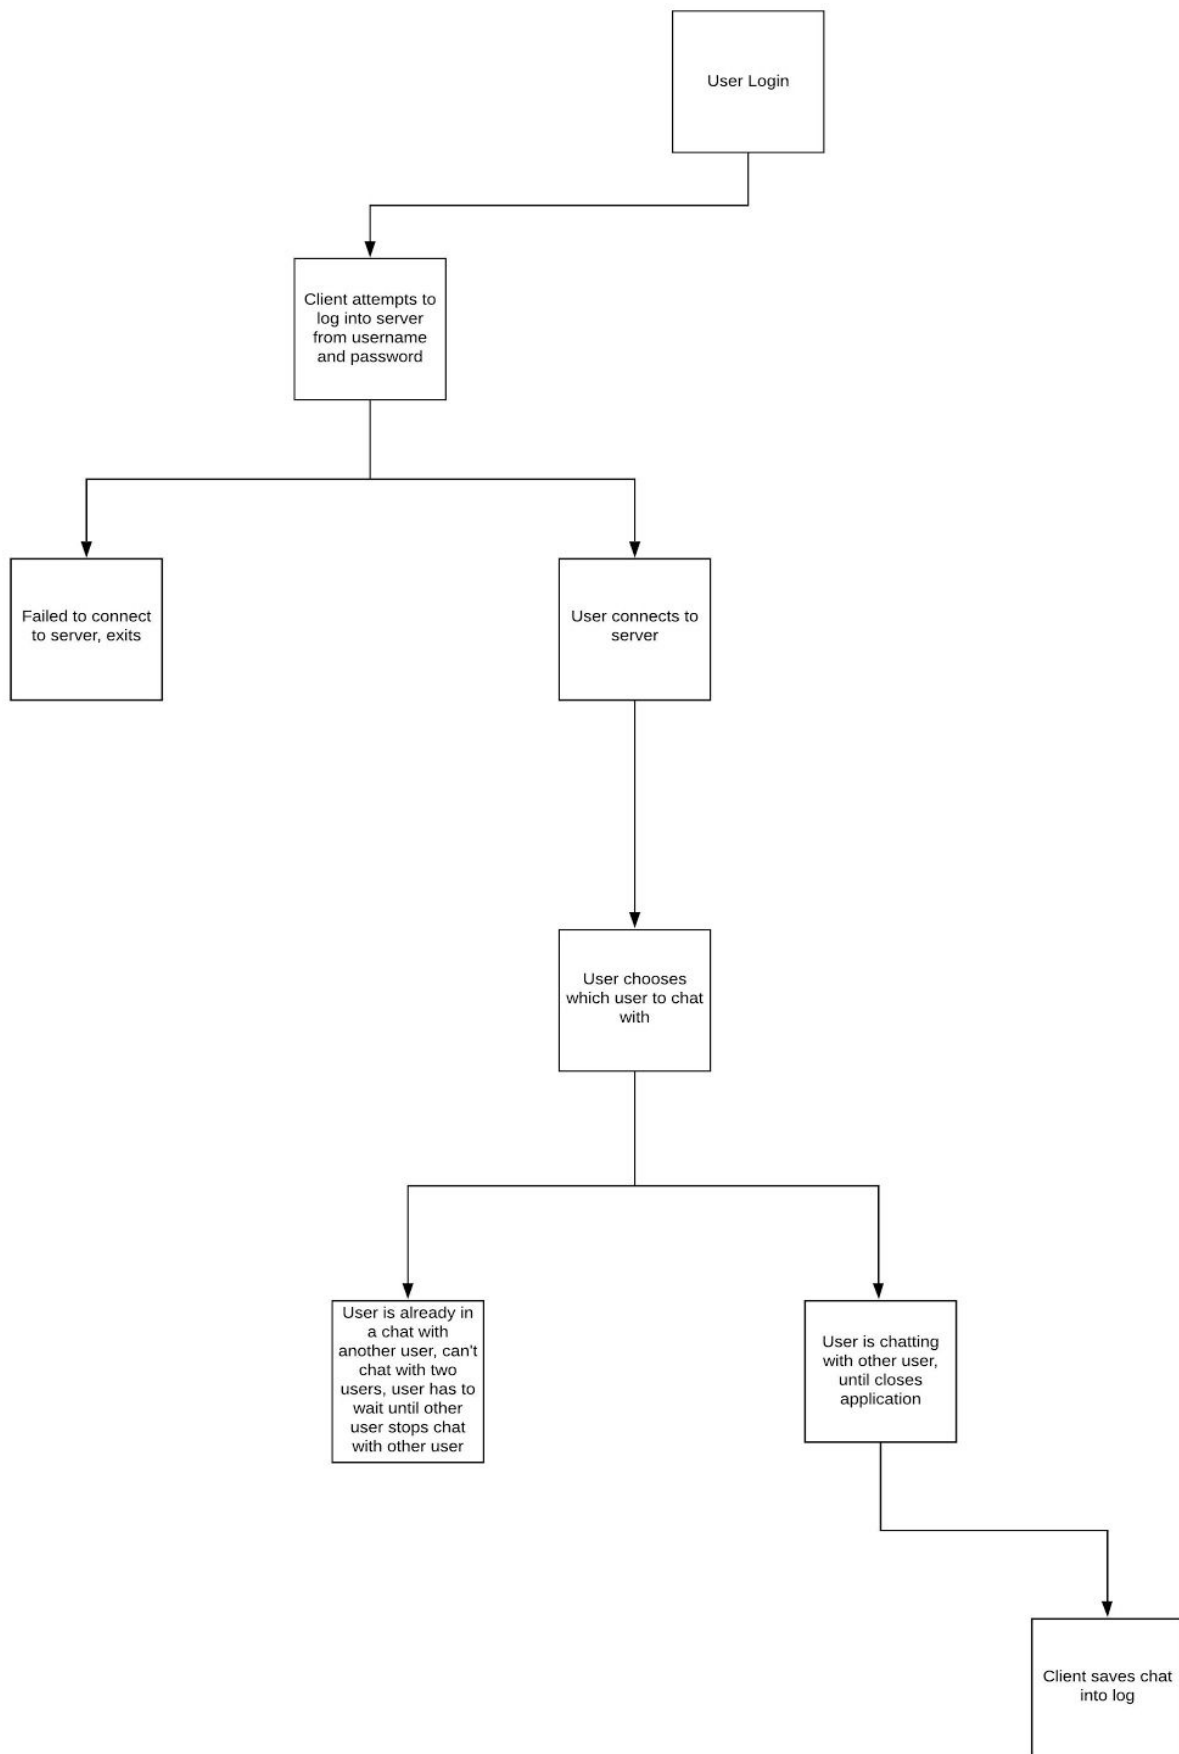 User Login
Client attempts to
log into server
from username
and password
Failed to connect
to server, exits
User connects to
server
User chooses
which user to chat
with
User is already in
a chat with
another user, can't
chat with two
users, user has to
wait until other
user stops chat
with other user
User is chatting
with other user,
until closes
application
Client saves chat
into log